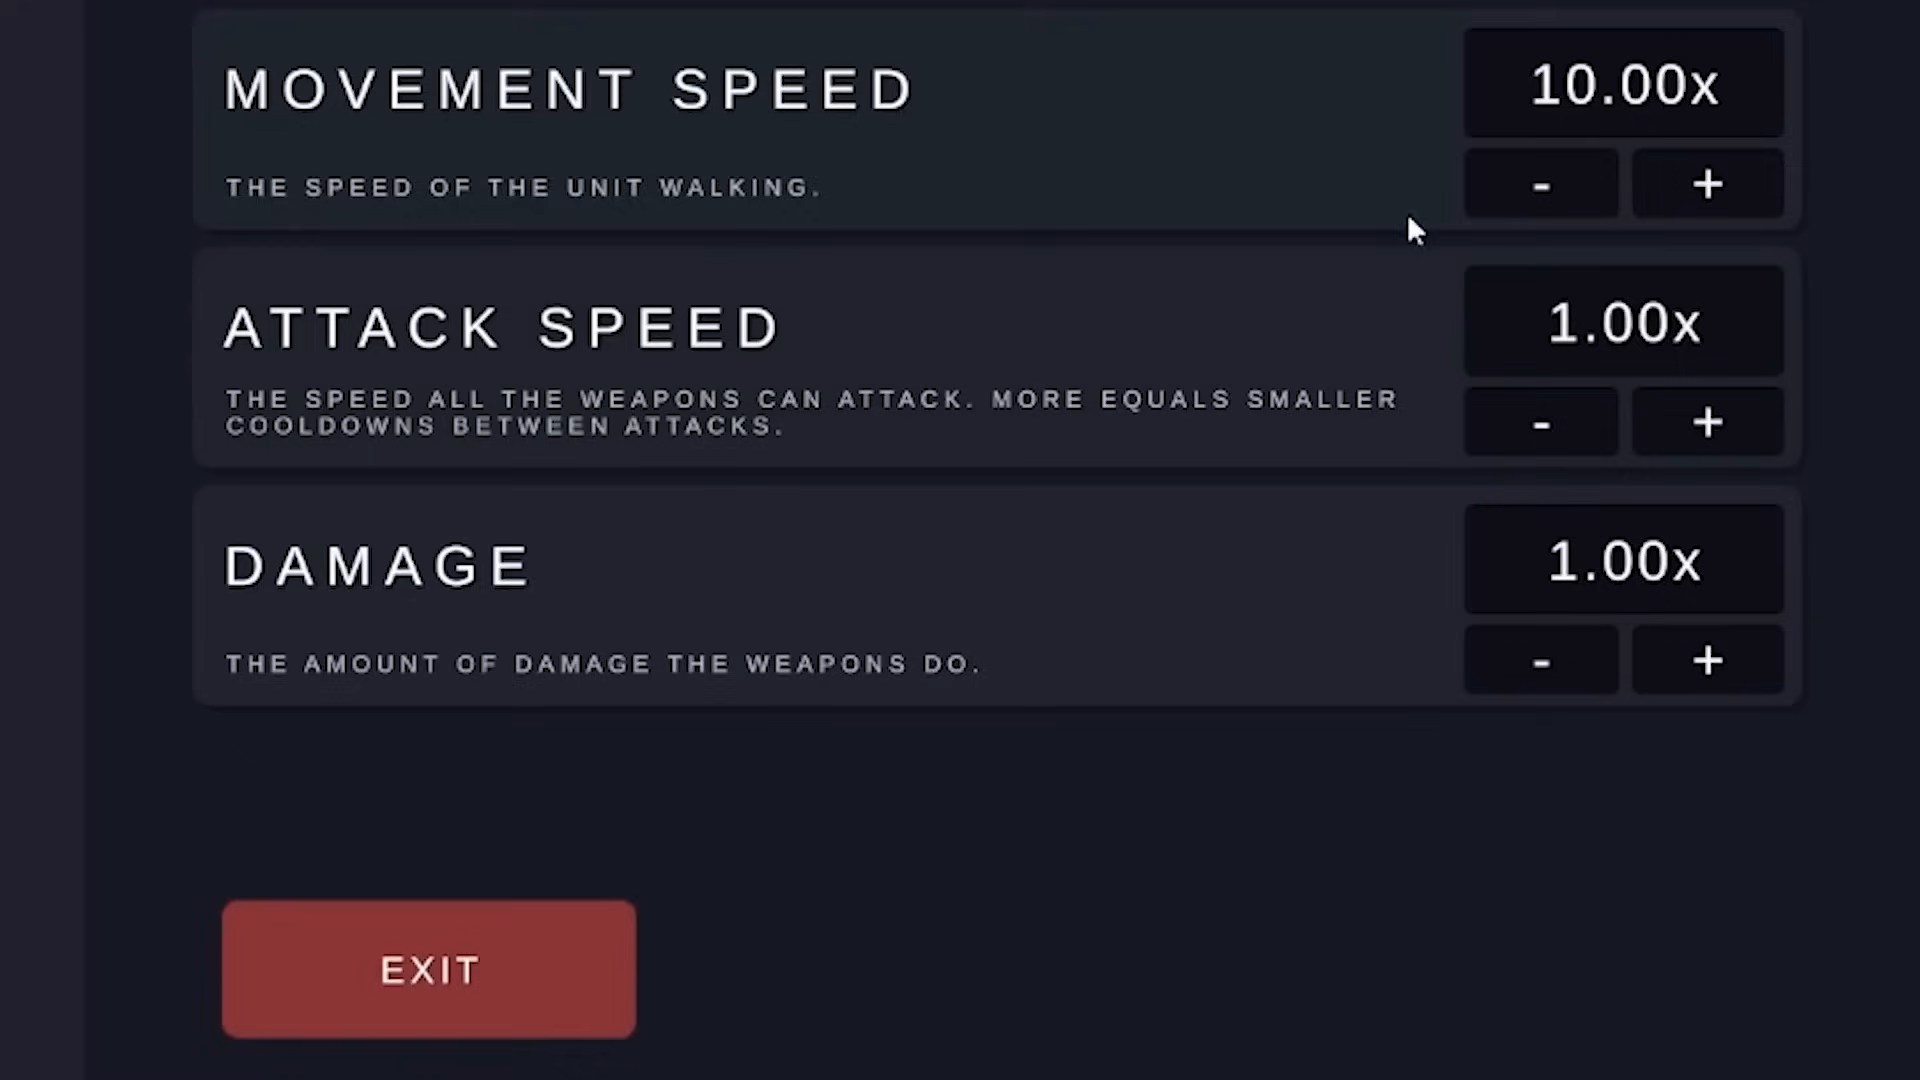 MOVEMENT SPEED
10.00x
THE SPEED OF THE UNIT WALKING.
- +
ATTACK SPEED
1.00x
THE SPEED ALL THE WEAPONS CAN ATTACK. MORE EQUALS SMALLER
COOLDOWNS BETWEEN ATTACKS.
- +
DAMAGE
1.00x
THE AMOUNT OF DAMAGE THE WEAPONS DO.
- +
EXIT